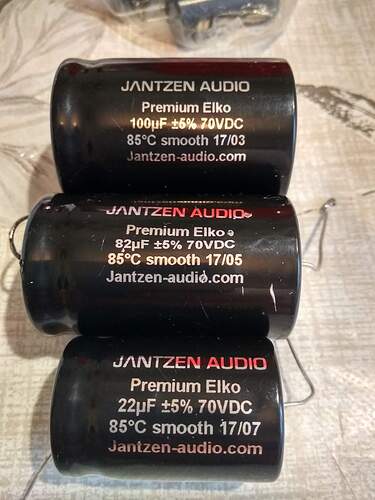 JANTZEN AUDIO
Premium Elko
100µF ±5% 70VDC
85°C smooth 17/03
Jantzen-audio.com
JANTZEN AUDIO
Premium Elko
82µF ±5% 70VDC
85°C smooth 17/05
Jantzen-audio.com
JANTZEN AUDIO
Premium Elko
22µF ±5% 70VDC
85°C smooth 17/07
Jantzen-audio.com